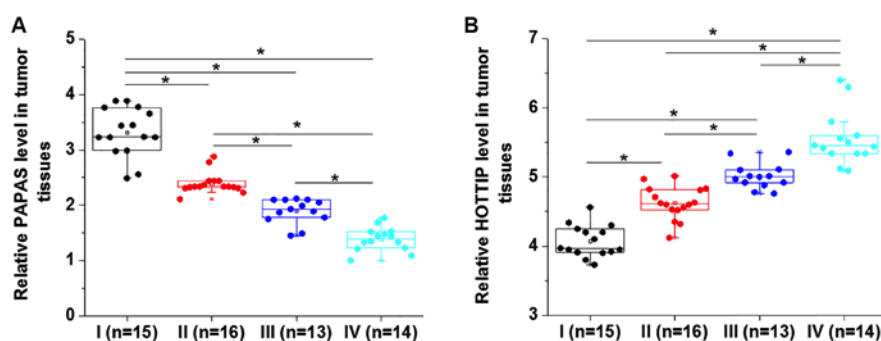 A
Relative PAPAS level in tumor
tissues
5
4
3
2
1
0
*
*
*
*
*
*
I (n=15) II (n=16) III (n=13) IV (n=14)
B
Relative HOTTIP level in tumor
tissues
7
6
5
4
3
*
*
*
*
*
*
I (n=15) II (n=16) III (n=13) IV (n=14)